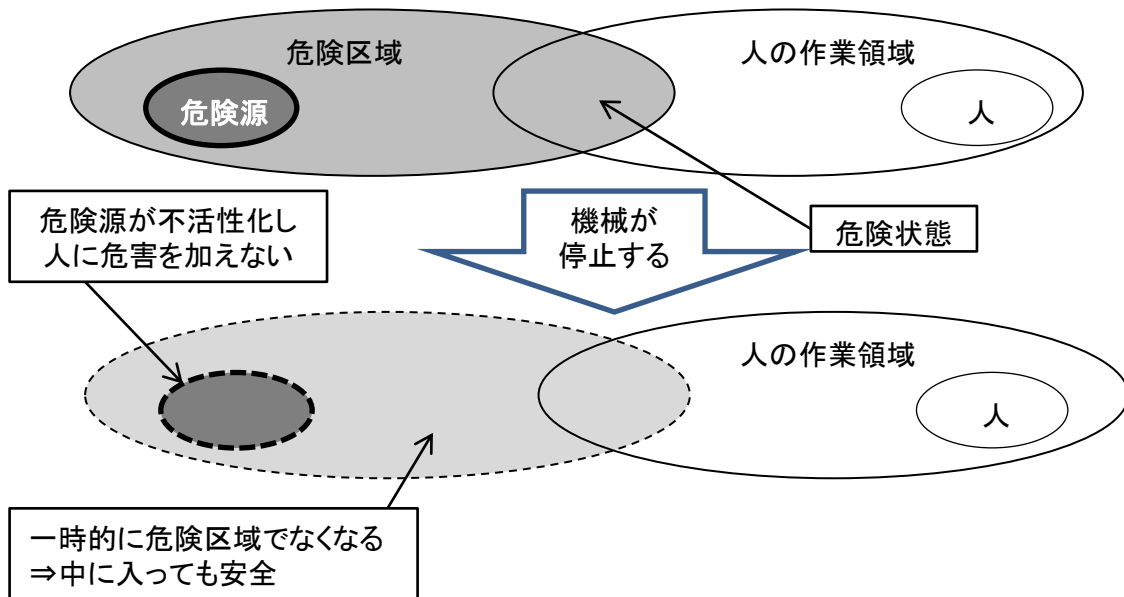 危険区域
人の作業領域
危険源
人
危険源が不活性化し
人に危害を加えない
機械が
停止する
危険状態
人の作業領域
人
一時的に危険区域でなくなる
⇒中に入っても安全